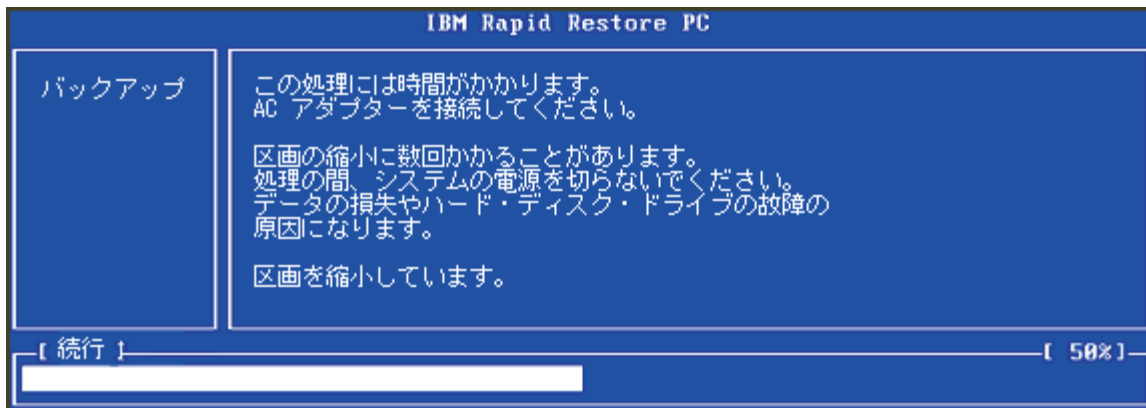 IBM Rapid Restore PC
バックアップ
この処理には時間がかかります。
AC アダプターを接続してください。
区画の縮小に数回かかることがあります。
処理の間、システムの電源を切らないでください。
データの損失やハード・ディスク・ドライブの故障の
原因になります。
区画を縮小しています。
[ 続行 ]
[ 50%]